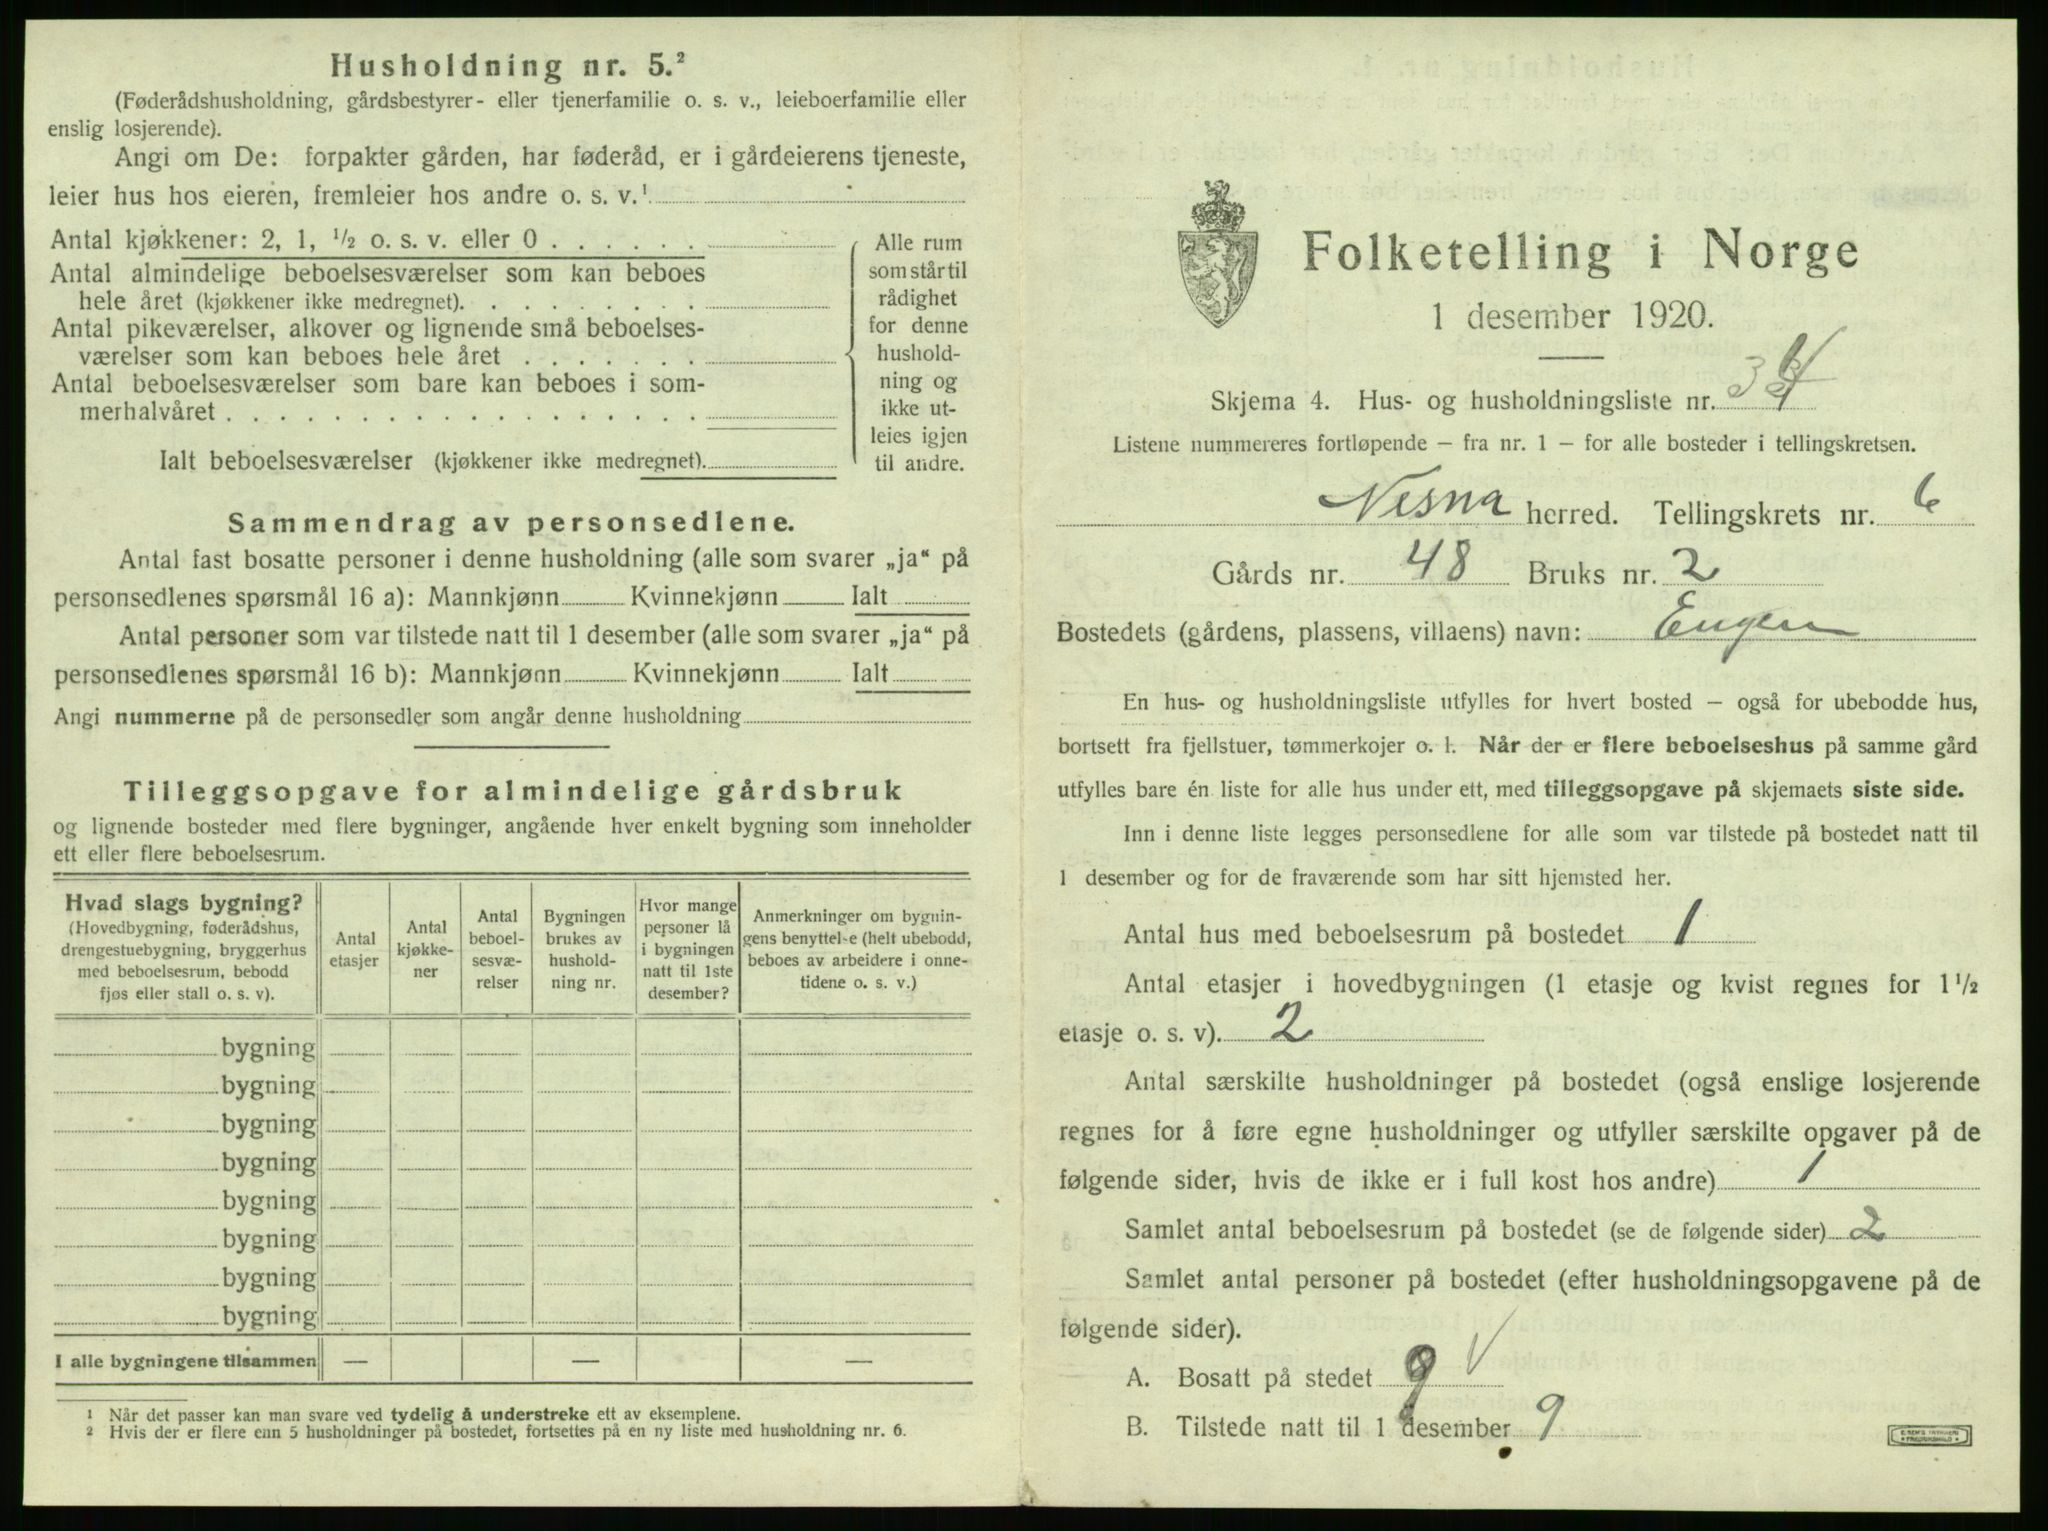 Husholdning nr. 5.²
(Føderådshusholdning, gårdsbestyrer- eller tjenerfamilie o. s. v., leieboerfamilie eller
enslig losjerende).
Angi om De: forpakter gården, har føderåd, er i gårdeierens tjeneste,
leier hus hos eieren, fremleier hos andre o. s. v.¹
Antal kjøkkener: 2, 1, ½ o. s. v. eller 0 . . . . . .
Antal almindelige beboelsesværelser som kan beboes
hele året (kjøkkener ikke medregnet). . . . . . . .
Antal pikeværelser, alkover og lignende små beboelses-
værelser som kan beboes hele året . . . . . . .
Antal beboelsesværelser som bare kan beboes i som-
merhalvåret . . . . . . . . . . . . . . . . .
Ialt beboelsesværelser (kjøkkener ikke medregnet).
Alle rum
som står til
rådighet
for denne
hushold-
ning og
ikke ut-
leies igjen
til andre.
Sammendrag av personsedlene.
Antal fast bosatte personer i denne husholdning (alle som svarer „ja“ på
personsedlenes spørsmål 16 a): Mannkjønn Kvinnekjønn Ialt
Antal personer som var tilstede natt til 1 desember (alle som svarer „ja“ på
personsedlenes spørsmål 16 b): Mannkjønn Kvinnekjønn Ialt
Angi nummerne på de personsedler som angår denne husholdning
Tilleggsopgave for almindelige gårdsbruk
og lignende bosteder med flere bygninger, angående hver enkelt bygning som inneholder
ett eller flere beboelsesrum.
Hvad slags bygning?
(Hovedbygning, føderådshus,
drengestuebygning, bryggerhus
med beboelsesrum, bebodd
fjøs eller stall o. s. v).
Antal
etasjer
Antal
kjøkke-
ner
Antal
beboel-
sesvæ-
relser
Bygningen
brukes av
hushold-
ning nr.
Hvor mange
personer lå
i bygningen
natt til 1ste
desember?
Anmerkninger om bygnin-
gens benyttelse (helt ubebodd,
beboes av arbeidere i onne-
tidene o. s. v.)
bygning
bygning
bygning
bygning
bygning
bygning
bygning
bygning
I alle bygningene tilsammen — — —
¹ Når det passer kan man svare ved tydelig å understreke ett av eksemplene.
² Hvis der er flere enn 5 husholdninger på bostedet, fortsettes på en ny liste med husholdning nr. 6.
Folketelling i Norge
1 desember 1920.
Skjema 4. Hus- og husholdningsliste nr.
Listene nummereres fortløpende – fra nr. 1 – for alle bosteder i tellingskretsen.
Nesna herred. Tellingskrets nr. 6
Gårds nr. 48 Bruks nr. 2
Bostedets (gårdens, plassens, villaens) navn: Engen
En hus- og husholdningsliste utfylles for hvert bosted – også for ubebodde hus,
bortsett fra fjellstuer, tømmerkojer o. l. Når der er flere beboelseshus på samme gård
utfylles bare én liste for alle hus under ett, med tilleggsopgave på skjemaets siste side.
Inn i denne liste legges personsedlene for alle som var tilstede på bostedet natt til
1 desember og for de fraværende som har sitt hjemsted her.
Antal hus med beboelsesrum på bostedet 1
Antal etasjer i hovedbygningen (1 etasje og kvist regnes for 1½
etasje o. s. v). 2
Antal særskilte husholdninger på bostedet (også enslige losjerende
regnes for å føre egne husholdninger og utfyller særskilte opgaver på de
følgende sider, hvis de ikke er i full kost hos andre) 1
Samlet antal beboelsesrum på bostedet (se de følgende sider) 2
Samlet antal personer på bostedet (efter husholdningsopgavene på de
følgende sider).
A. Bosatt på stedet 9 V
B. Tilstede natt til 1 desember 9